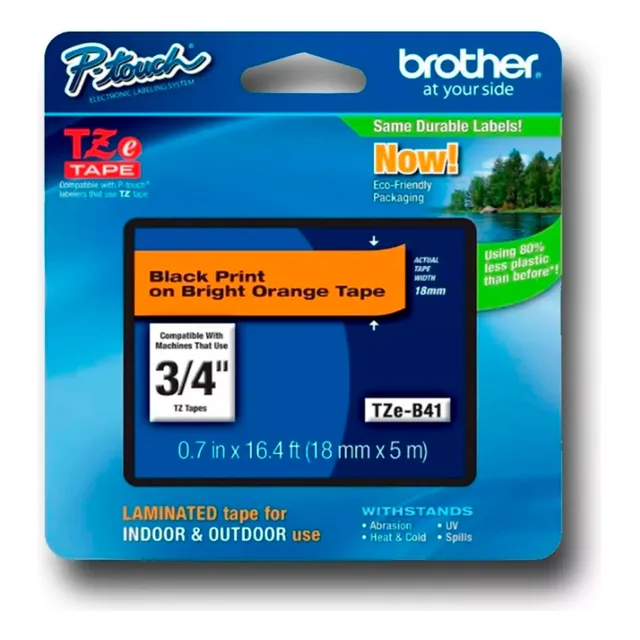 P-touch
ELECTRONIC LABELING SYSTEM
brother®
at your side
TZe
TAPE
Compatible with P-touch®
labelers that use TZ tape
Same Durable Labels!
Now!
Eco-Friendly
Packaging
Using 80%
less plastic
than before*!
Black Print
on Bright Orange Tape
ACTUAL
TAPE
WIDTH
18mm
Compatible With
Machines That Use
3/4"
TZ Tapes
TZe-B41
0.7 in x 16.4 ft (18 mm x 5 m)
LAMINATED tape for
INDOOR & OUTDOOR use
WITHSTANDS
• Abrasion • UV
• Heat & Cold • Spills